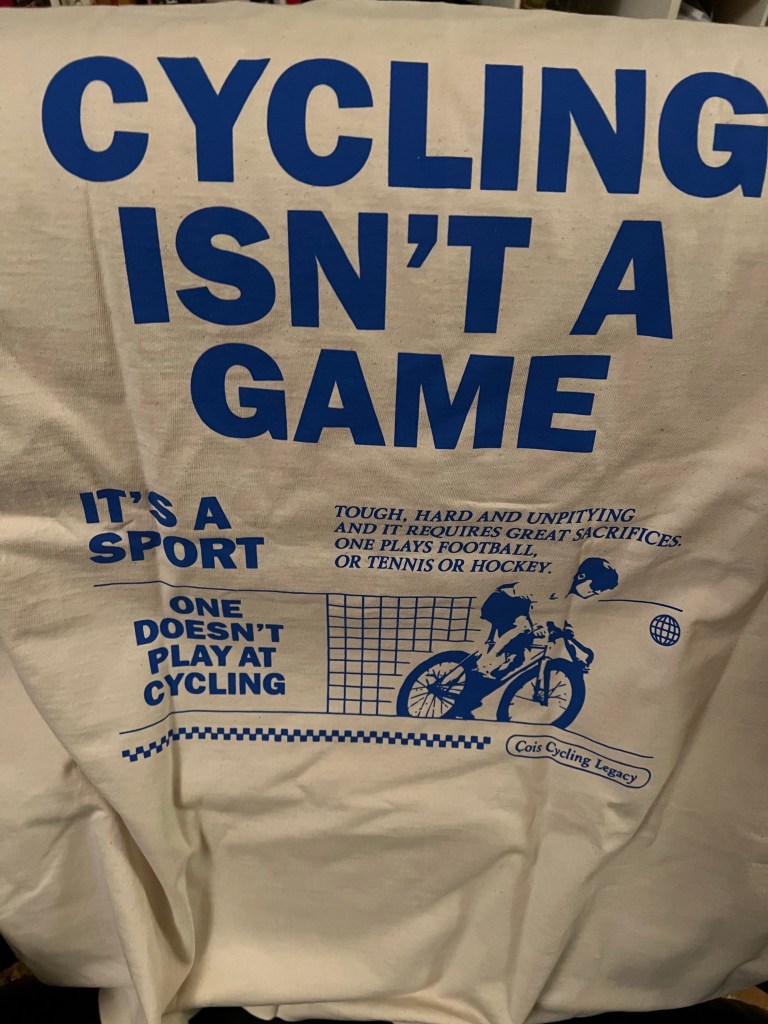 CYCLING
ISN'T A
GAME
IT'S A
SPORT
TOUGH, HARD AND UNPITYING
AND IT REQUIRES GREAT SACRIFICES.
ONE PLAYS FOOTBALL,
OR TENNIS OR HOCKEY.
ONE
DOESN'T
PLAY AT
CYCLING
Cois Cycling Legacy